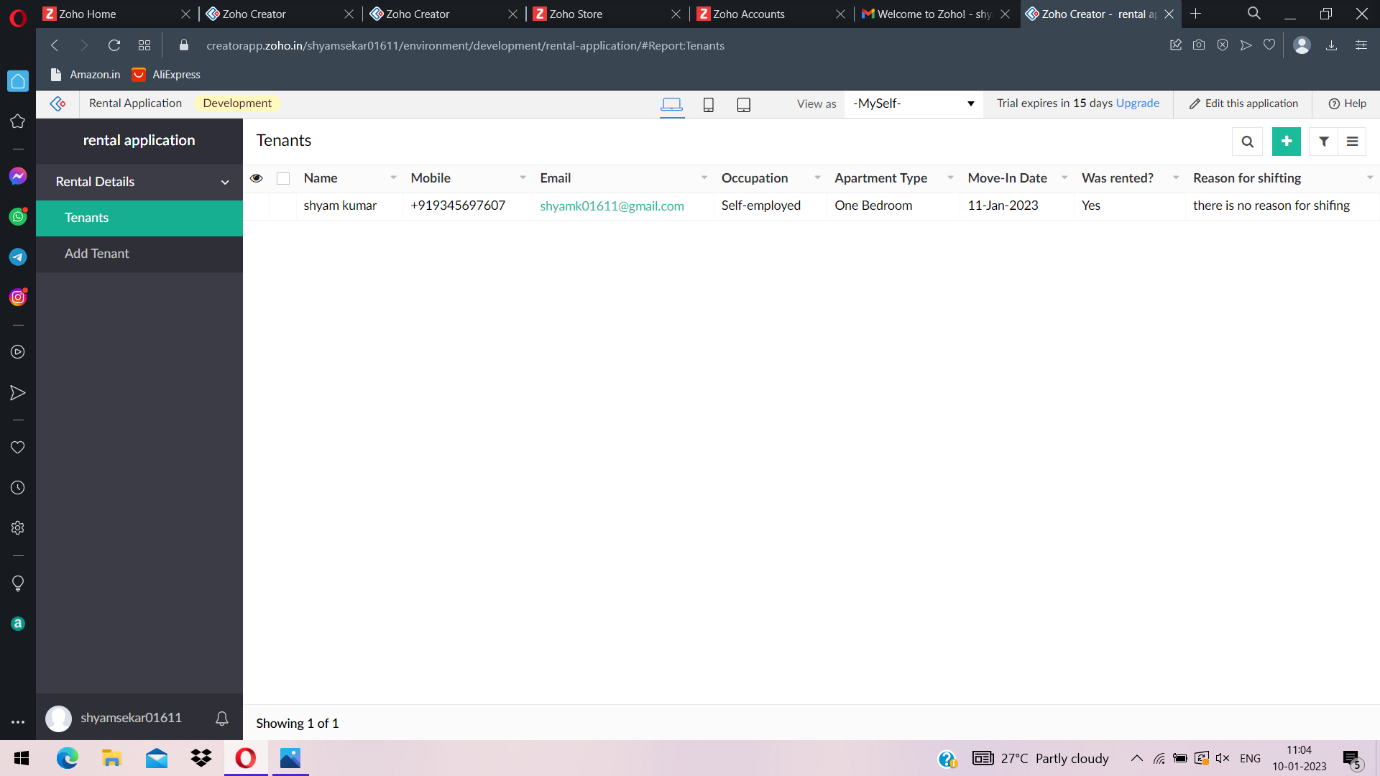 Zoho Home
Zoho Creator
Zoho Creator
Zoho Store
Zoho Accounts
Welcome to Zoho! - shy
Zoho Creator - rental ap
creatorapp.zoho.in/shyamsekar01611/environment/development/rental-application/#Report:Tenants
Amazon.in AliExpress
Rental Application Development View as -MySelf- Trial expires in 15 days Upgrade Edit this application Help
rental application
Rental Details
Tenants
Add Tenant
Tenants
Name Mobile Email Occupation Apartment Type Move-In Date Was rented? Reason for shifting
shyam kumar +919345697607 shyamk01611@gmail.com Self-employed One Bedroom 11-Jan-2023 Yes there is no reason for shifing
shyamsekar01611
Showing 1 of 1
27°C Partly cloudy ENG
11:04
10-01-2023
5